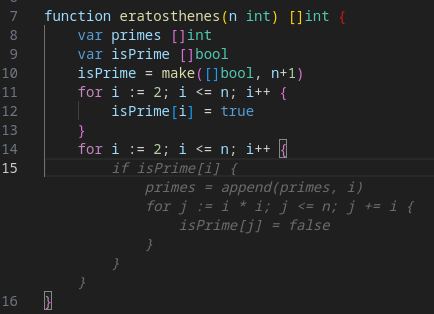 7 function eratosthenes(n int) []int {
8     var primes []int
9     var isPrime []bool
10     isPrime = make([]bool, n+1)
11     for i := 2; i <= n; i++ {
12         isPrime[i] = true
13     }
14     for i := 2; i <= n; i++ {
15         if isPrime[i] {
            primes = append(primes, i)
            for j := i * i; j <= n; j += i {
                isPrime[j] = false
            }
        }
    }
16 }